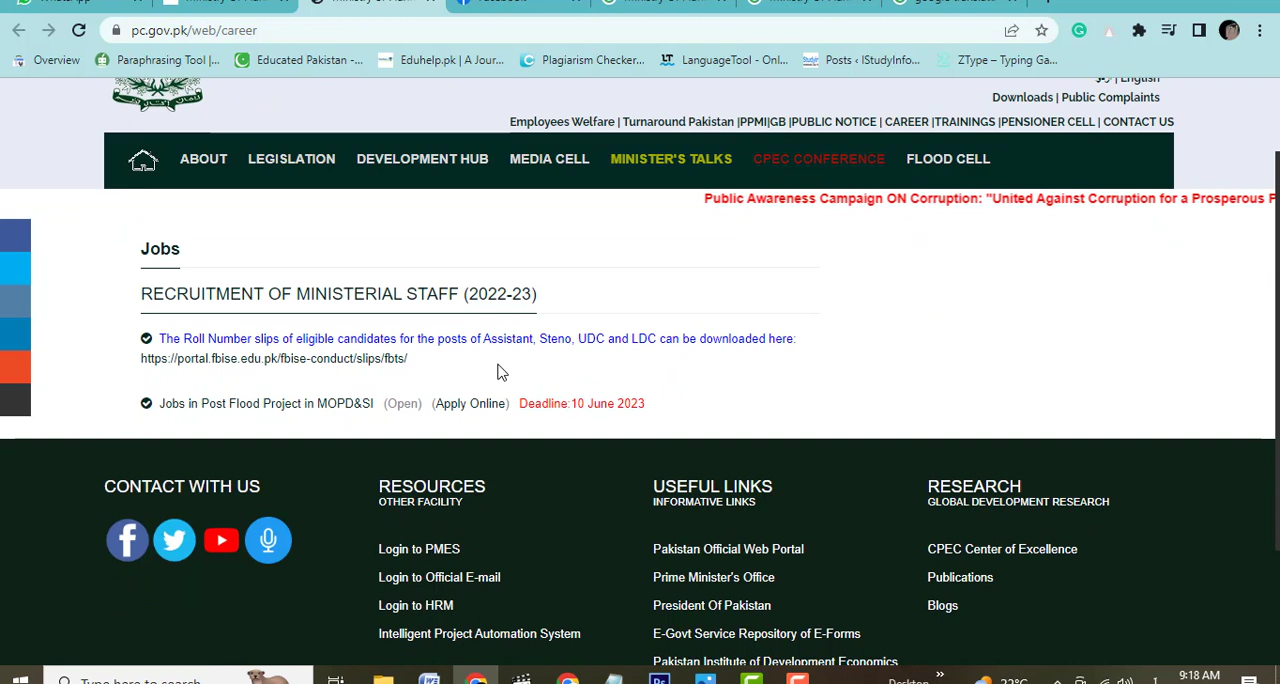 WhatsApp
Facebook
google translate
pc.gov.pk/web/career
Overview
Paraphrasing Tool |...
Educated Pakistan -...
Eduhelp.pk | A Jour...
Plagiarism Checker...
LanguageTool - Onl...
Posts ‹ IStudyInfo...
ZType – Typing Ga...
English
Downloads | Public Complaints
Employees Welfare | Turnaround Pakistan |PPMI|GB |PUBLIC NOTICE | CAREER |TRAININGS |PENSIONER CELL | CONTACT US
ABOUT LEGISLATION DEVELOPMENT HUB MEDIA CELL MINISTER'S TALKS CPEC CONFERENCE FLOOD CELL
Public Awareness Campaign ON Corruption: "United Against Corruption for a Prosperous P
Jobs
RECRUITMENT OF MINISTERIAL STAFF (2022-23)
The Roll Number slips of eligible candidates for the posts of Assistant, Steno, UDC and LDC can be downloaded here:
https://portal.fbise.edu.pk/fbise-conduct/slips/fbts/
Jobs in Post Flood Project in MOPD&SI (Open) (Apply Online) Deadline:10 June 2023
CONTACT WITH US
RESOURCES
OTHER FACILITY
Login to PMES
Login to Official E-mail
Login to HRM
Intelligent Project Automation System
USEFUL LINKS
INFORMATIVE LINKS
Pakistan Official Web Portal
Prime Minister's Office
President Of Pakistan
E-Govt Service Repository of E-Forms
Pakistan Institute of Development Economics
RESEARCH
GLOBAL DEVELOPMENT RESEARCH
CPEC Center of Excellence
Publications
Blogs
Type here to search
Desktop
22°C
9:18 AM